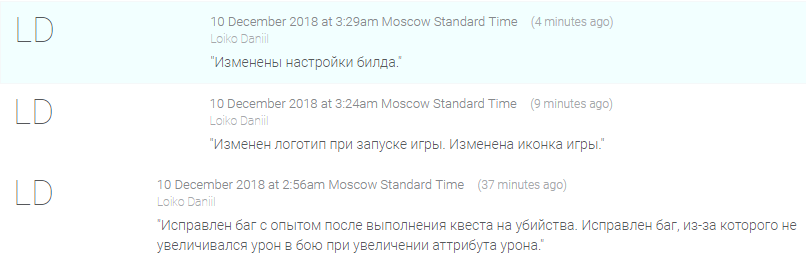 LD
10 December 2018 at 3:29am Moscow Standard Time (4 minutes ago)
Loiko Daniil
"Изменены настройки билда."
LD
10 December 2018 at 3:24am Moscow Standard Time (9 minutes ago)
Loiko Daniil
"Изменен логотип при запуске игры. Изменена иконка игры."
LD
10 December 2018 at 2:56am Moscow Standard Time (37 minutes ago)
Loiko Daniil
"Исправлен баг с опытом после выполнения квеста на убийства. Исправлен баг, из-за которого не
увеличивался урон в бою при увеличении аттрибута урона."